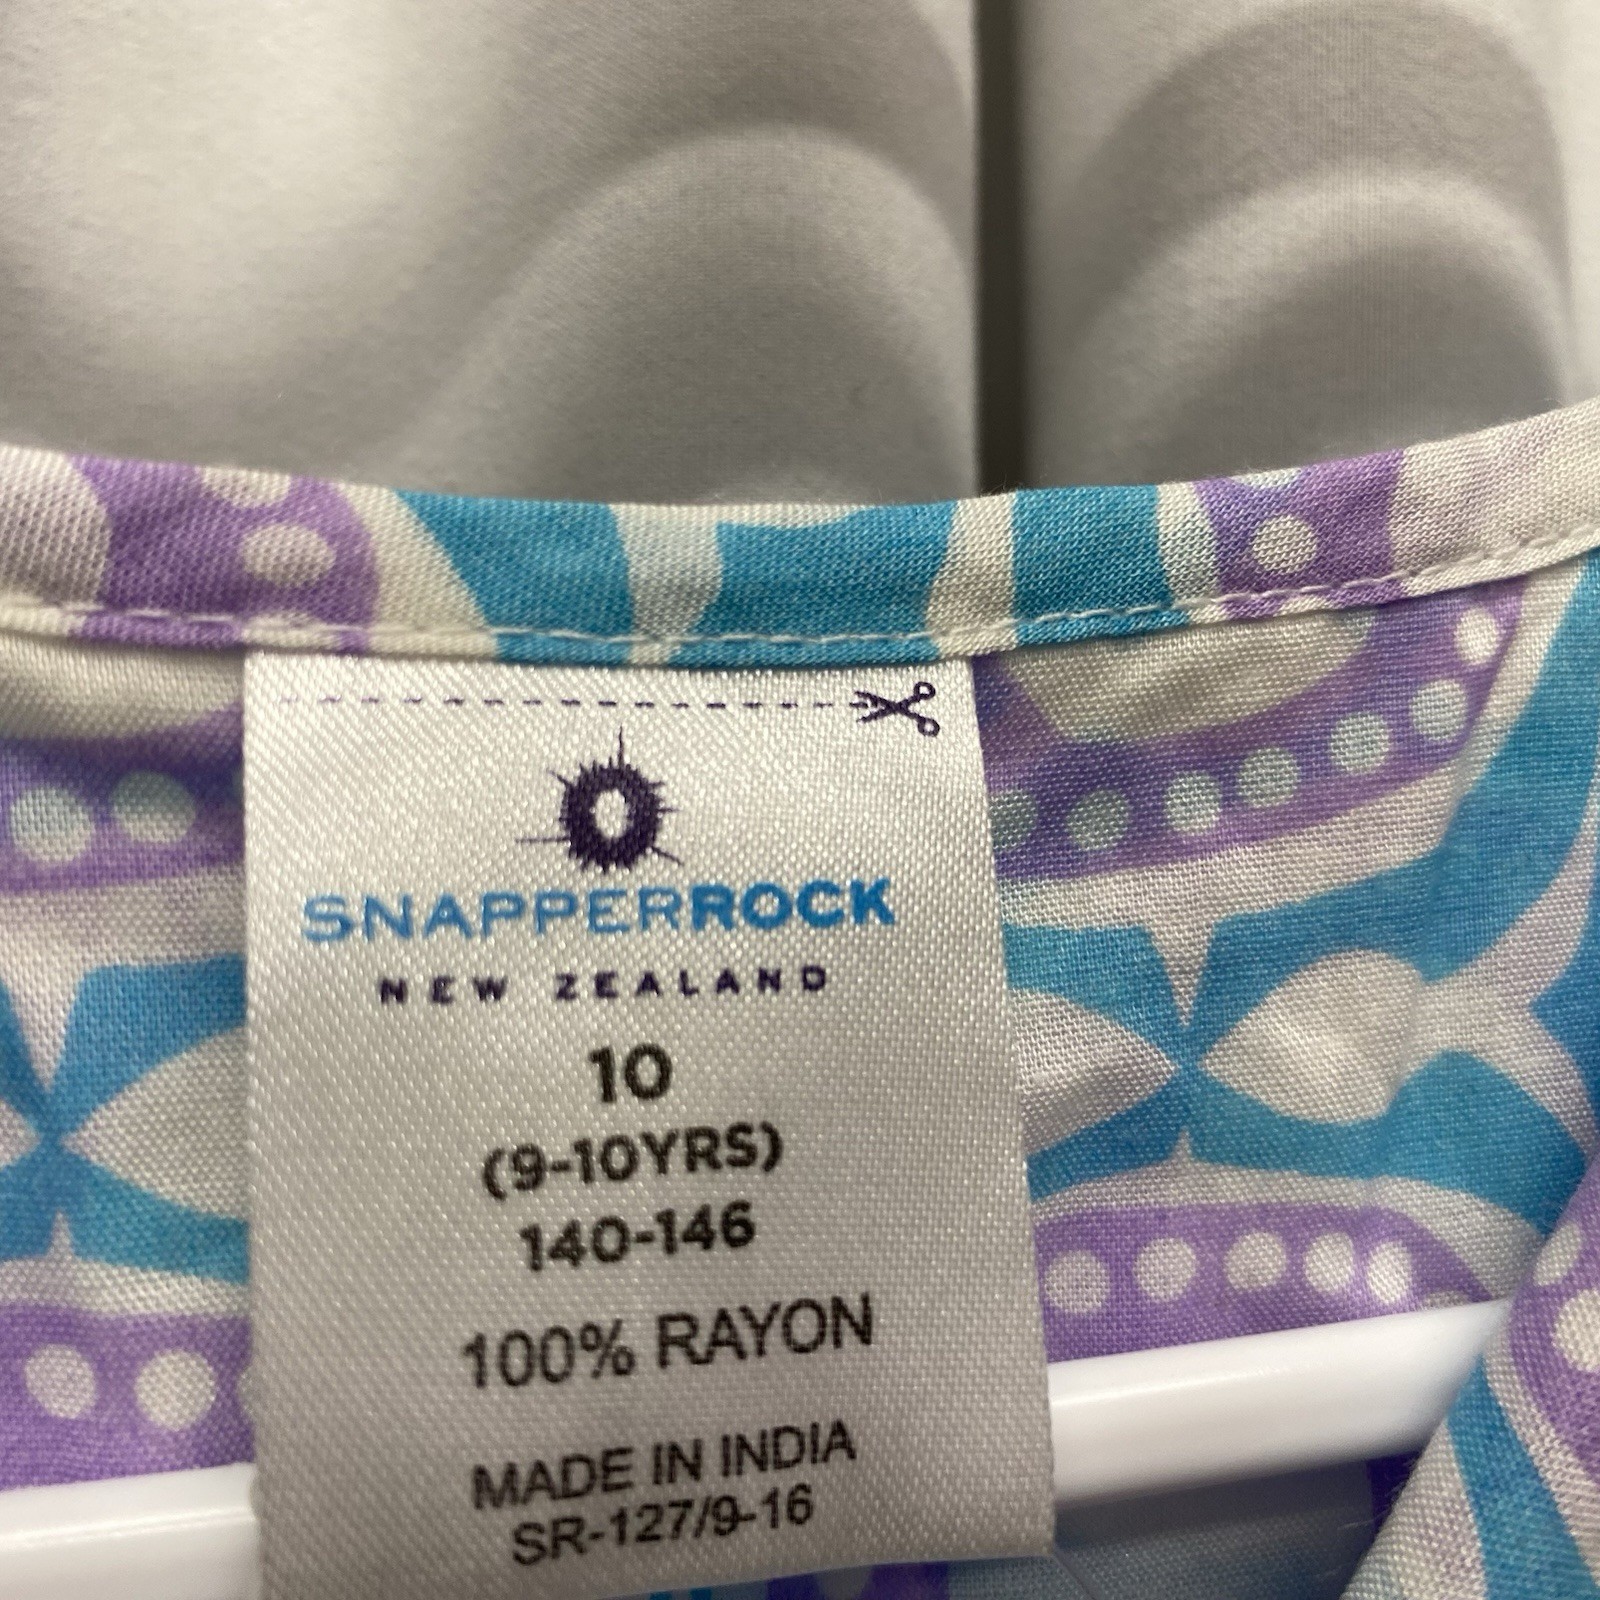 SNAPPERROCK
NEW ZEALAND
10
(9-10YRS)
140-146
100% RAYON
MADE IN INDIA
SR-127/9-16